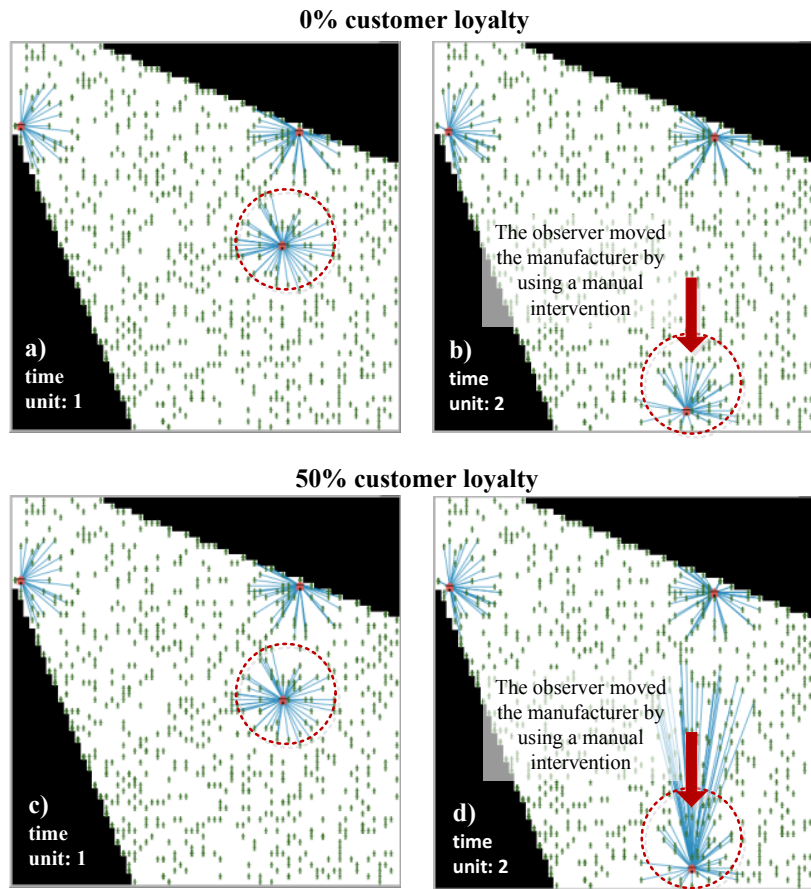 0% customer loyalty
a)
time
unit: 1
The observer moved
the manufacturer by
using a manual
intervention
b)
time
unit: 2
50% customer loyalty
c)
time
unit: 1
The observer moved
the manufacturer by
using a manual
intervention
d)
time
unit: 2